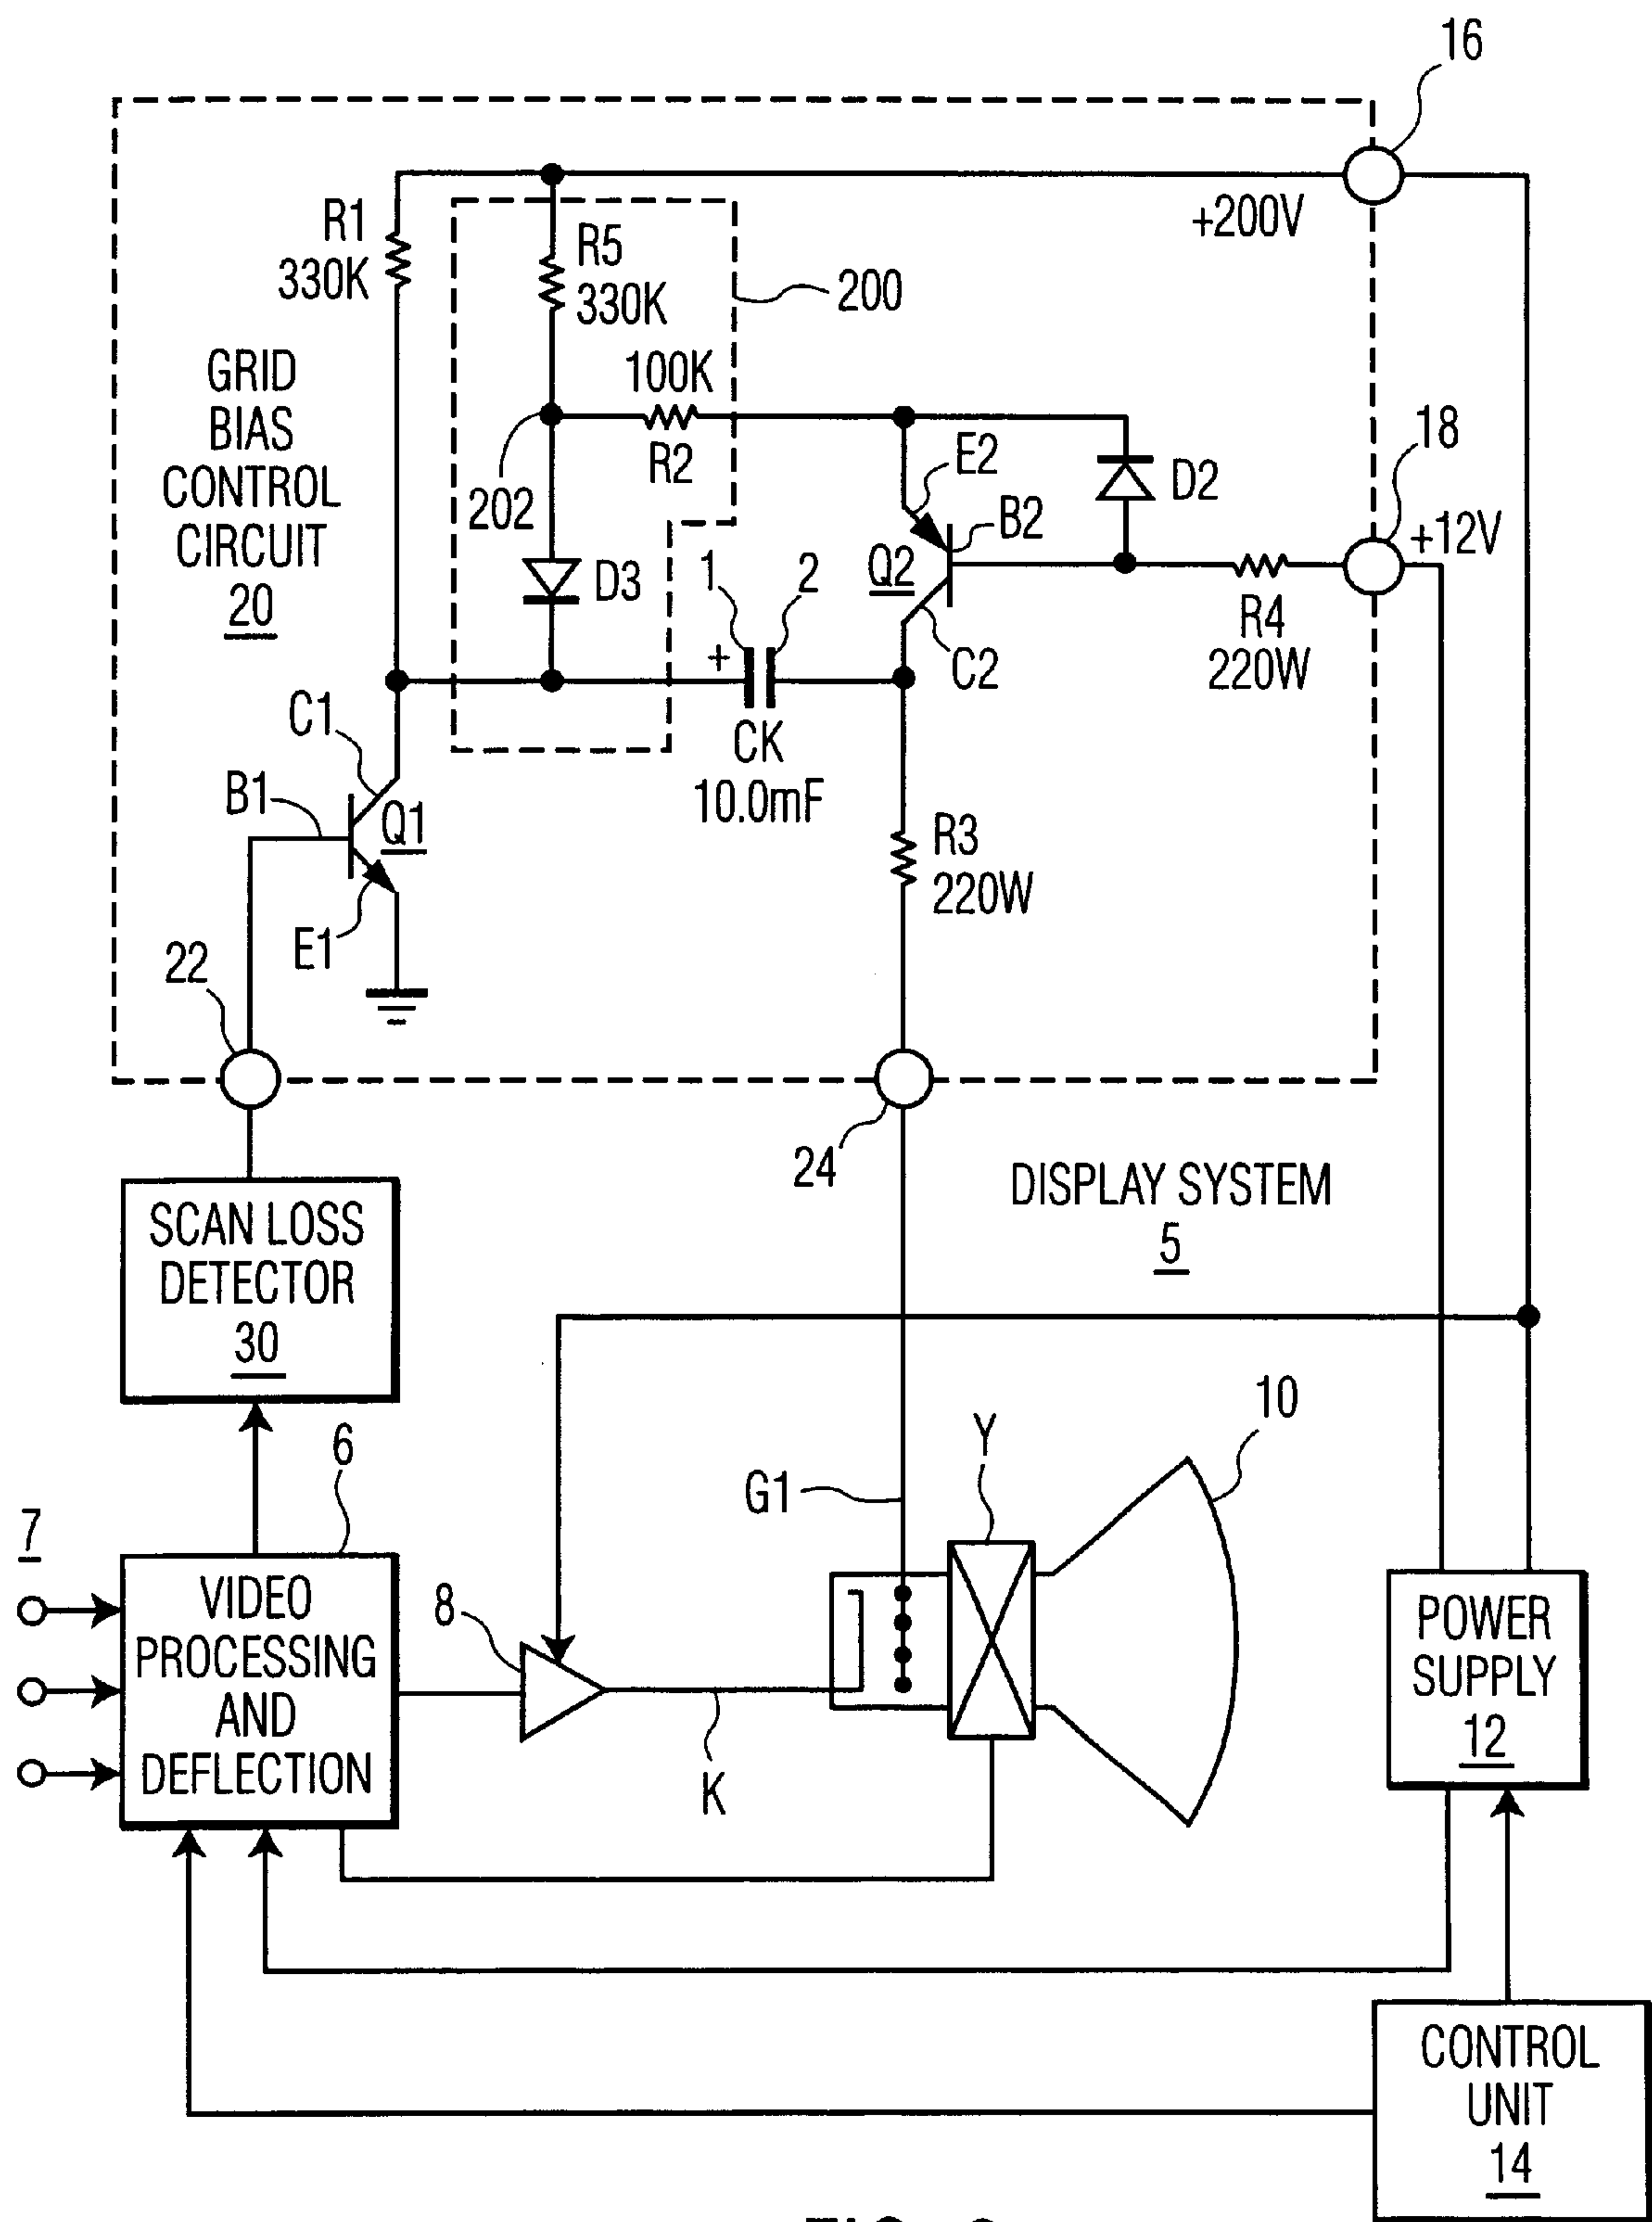 16
+200V
R1
330K
R5
330K
200
GRID
BIAS
CONTROL
CIRCUIT
20
100K
R2
202
E2
B2
D2
18
+12V
D3
1
2
Q2
+
C2
R4
220W
CK
10.0mF
C1
B1
Q1
E1
R3
220W
22
24
DISPLAY SYSTEM
5
SCAN LOSS
DETECTOR
30
6
7
VIDEO
PROCESSING
AND
DEFLECTION
8
K
G1
Y
10
POWER
SUPPLY
12
CONTROL
UNIT
14